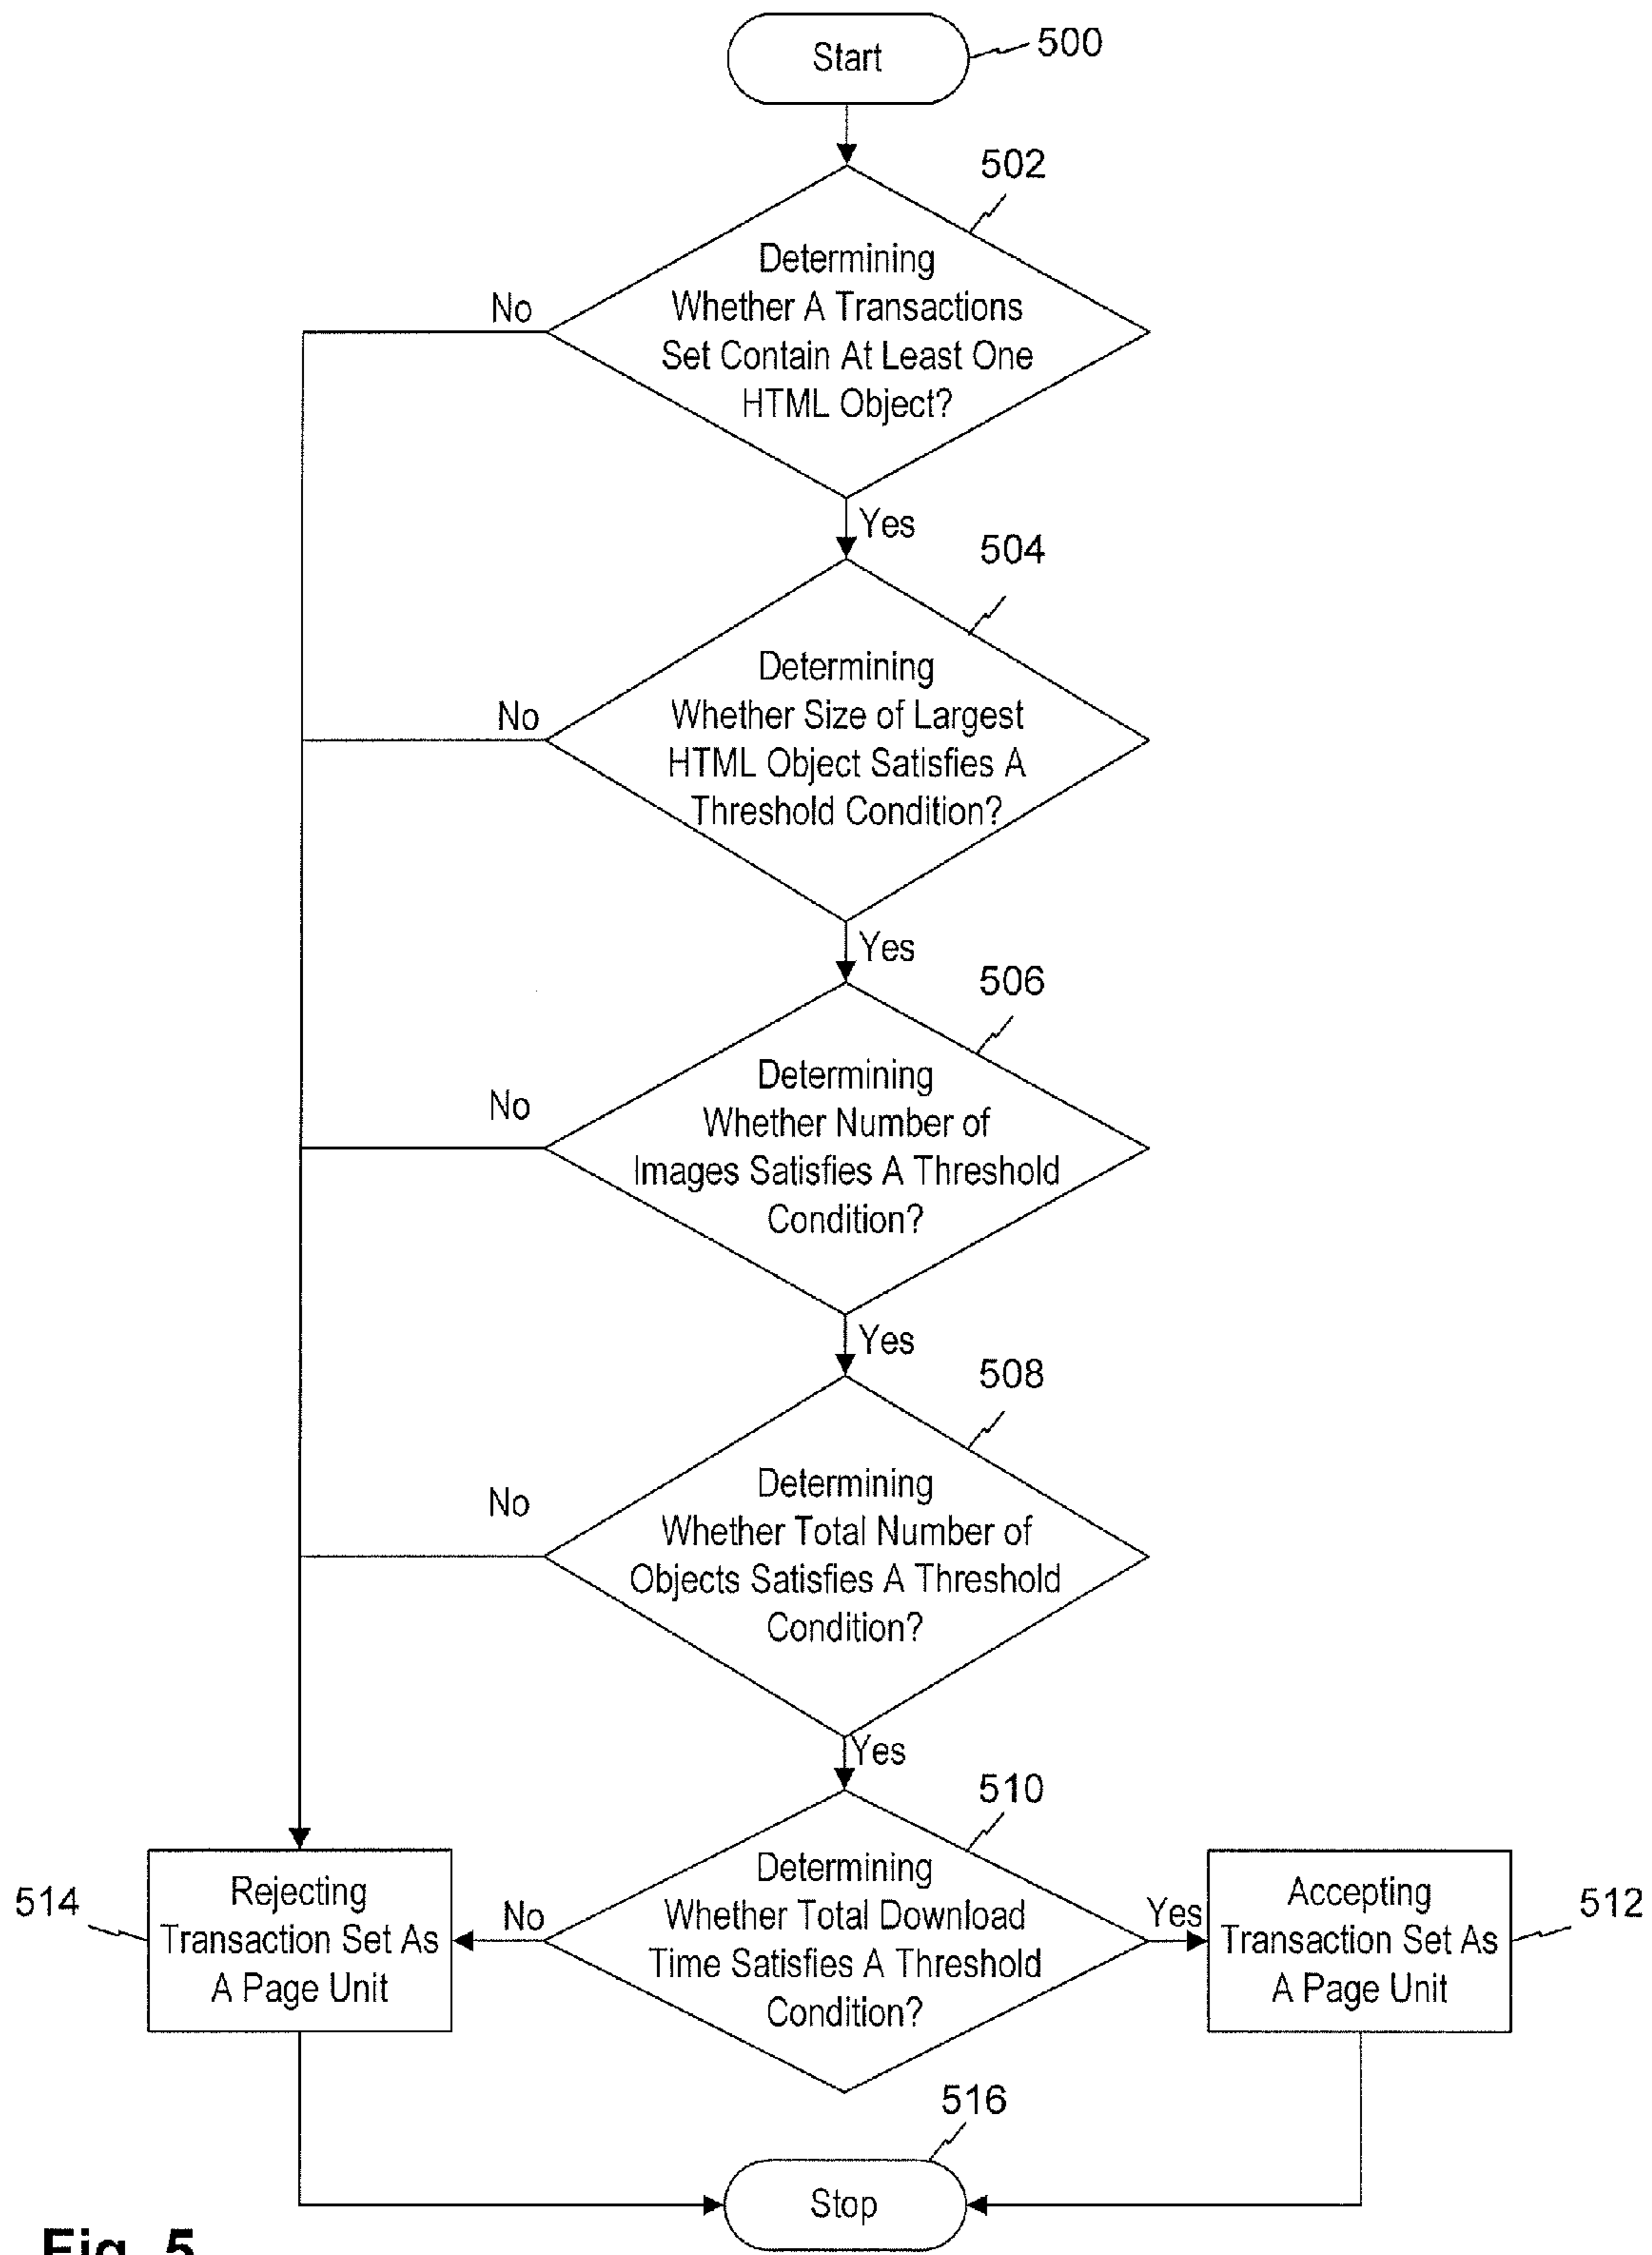 Start
500
502
Determining
Whether A Transactions
Set Contain At Least One
HTML Object?
No
Yes
504
Determining
Whether Size of Largest
HTML Object Satisfies A
Threshold Condition?
No
Yes
506
Determining
Whether Number of
Images Satisfies A Threshold
Condition?
No
Yes
508
Determining
Whether Total Number of
Objects Satisfies A Threshold
Condition?
No
Yes
510
Determining
Whether Total Download
Time Satisfies A Threshold
Condition?
No
Yes
514
Rejecting
Transaction Set As
A Page Unit
Accepting
Transaction Set As
A Page Unit
512
516
Stop
Fig. 5